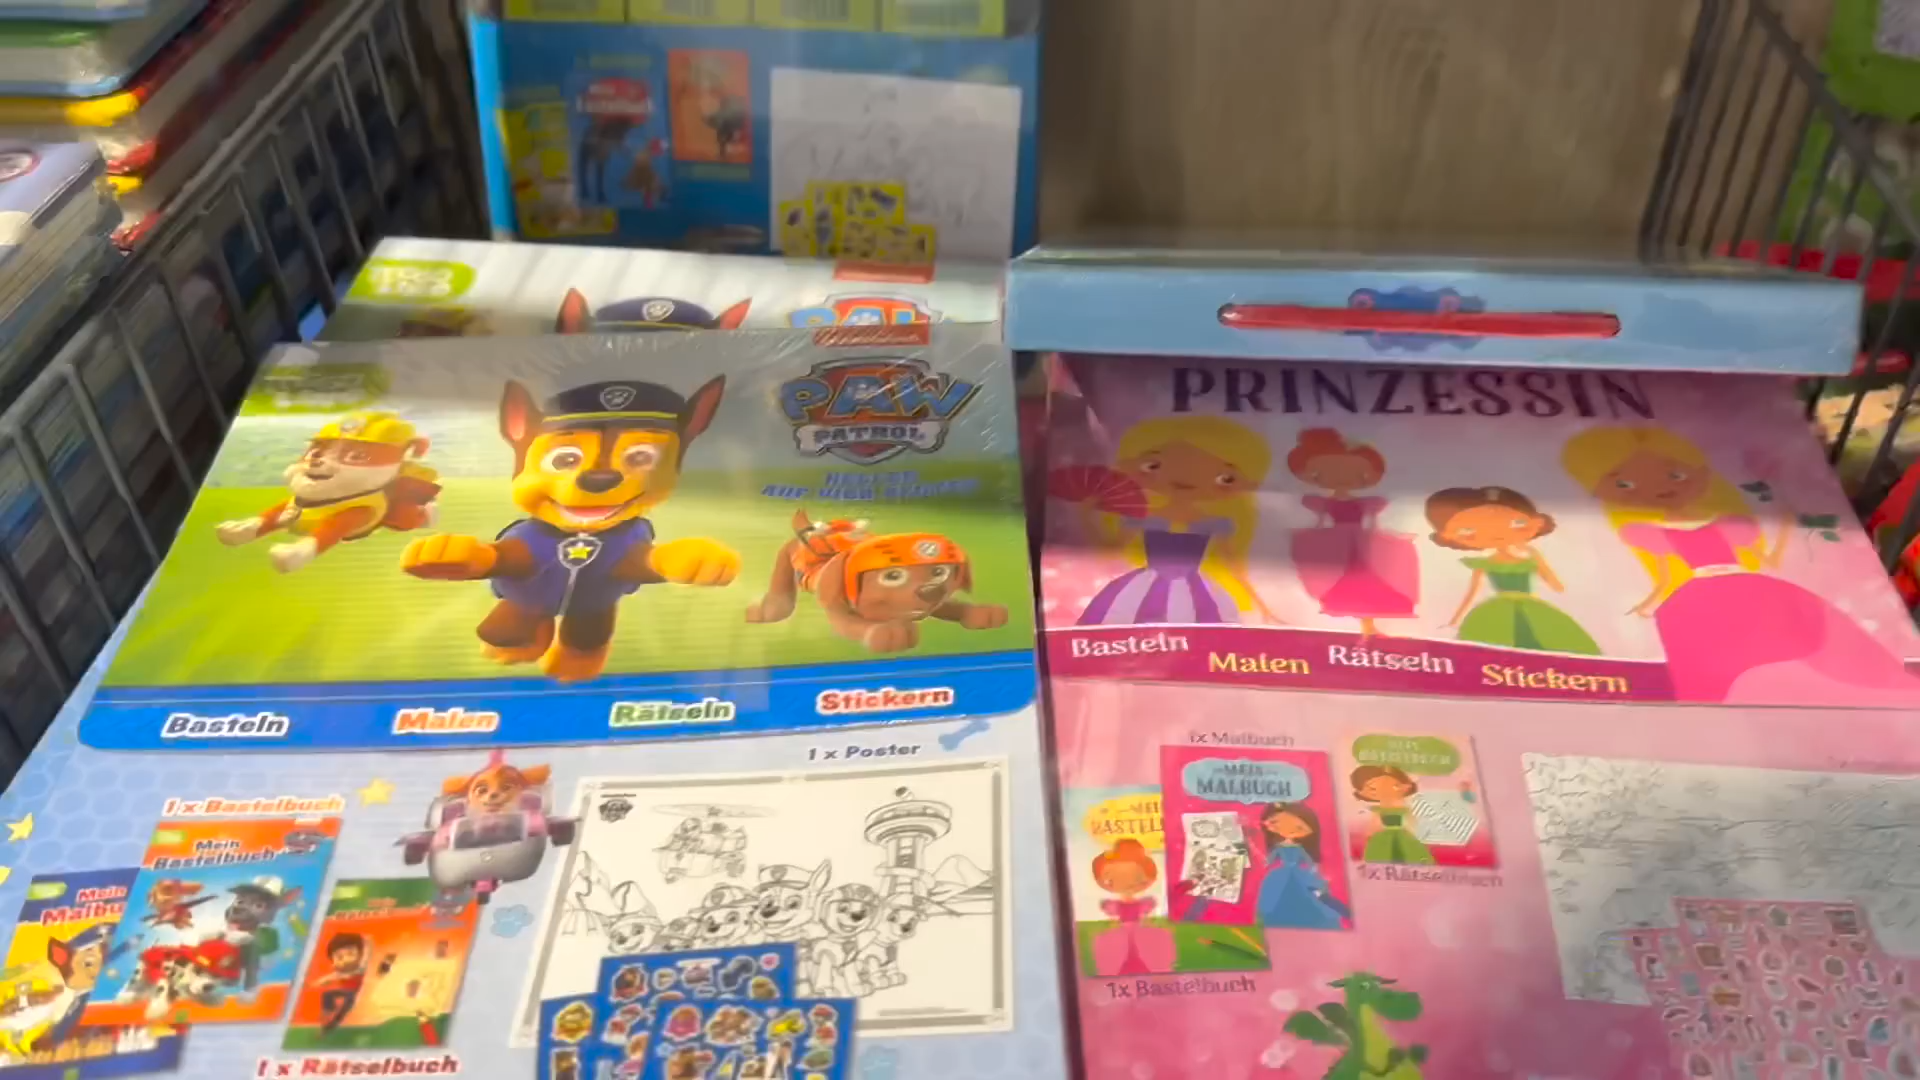 PAW
PATROL
Basteln
Malen
Rätseln
Stickern
1 x Poster
1 x Bastelbuch
Mein
Bastelbuch
Mein
1 x Rätselbuch
PRINZESSIN
Basteln
Malen
Rätseln
Stickern
1x Malbuch
MEIN
MALBUCH
1x Rätselbuch
1x Bastelbuch